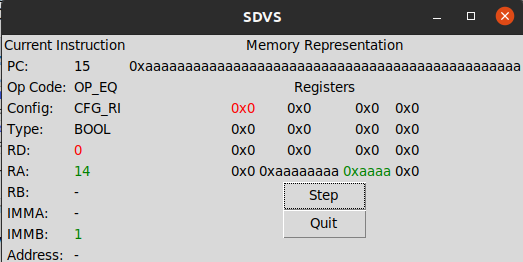 SDVS
Current Instruction Memory Representation
PC: 15 0xaaaaaaaaaaaaaaaaaaaaaaaaaaaaaaaaaaaaaaaaaaaaaaaa
Op Code: OP_EQ Registers
Config: CFG_RI 0x0 0x0 0x0 0x0
Type: BOOL 0x0 0x0 0x0 0x0
RD: 0 0x0 0x0 0x0 0x0
RA: 14 0x0 0xaaaaaaaa 0xaaaa 0x0
RB: - Step
IMMA: - Quit
IMMB: 1
Address: -